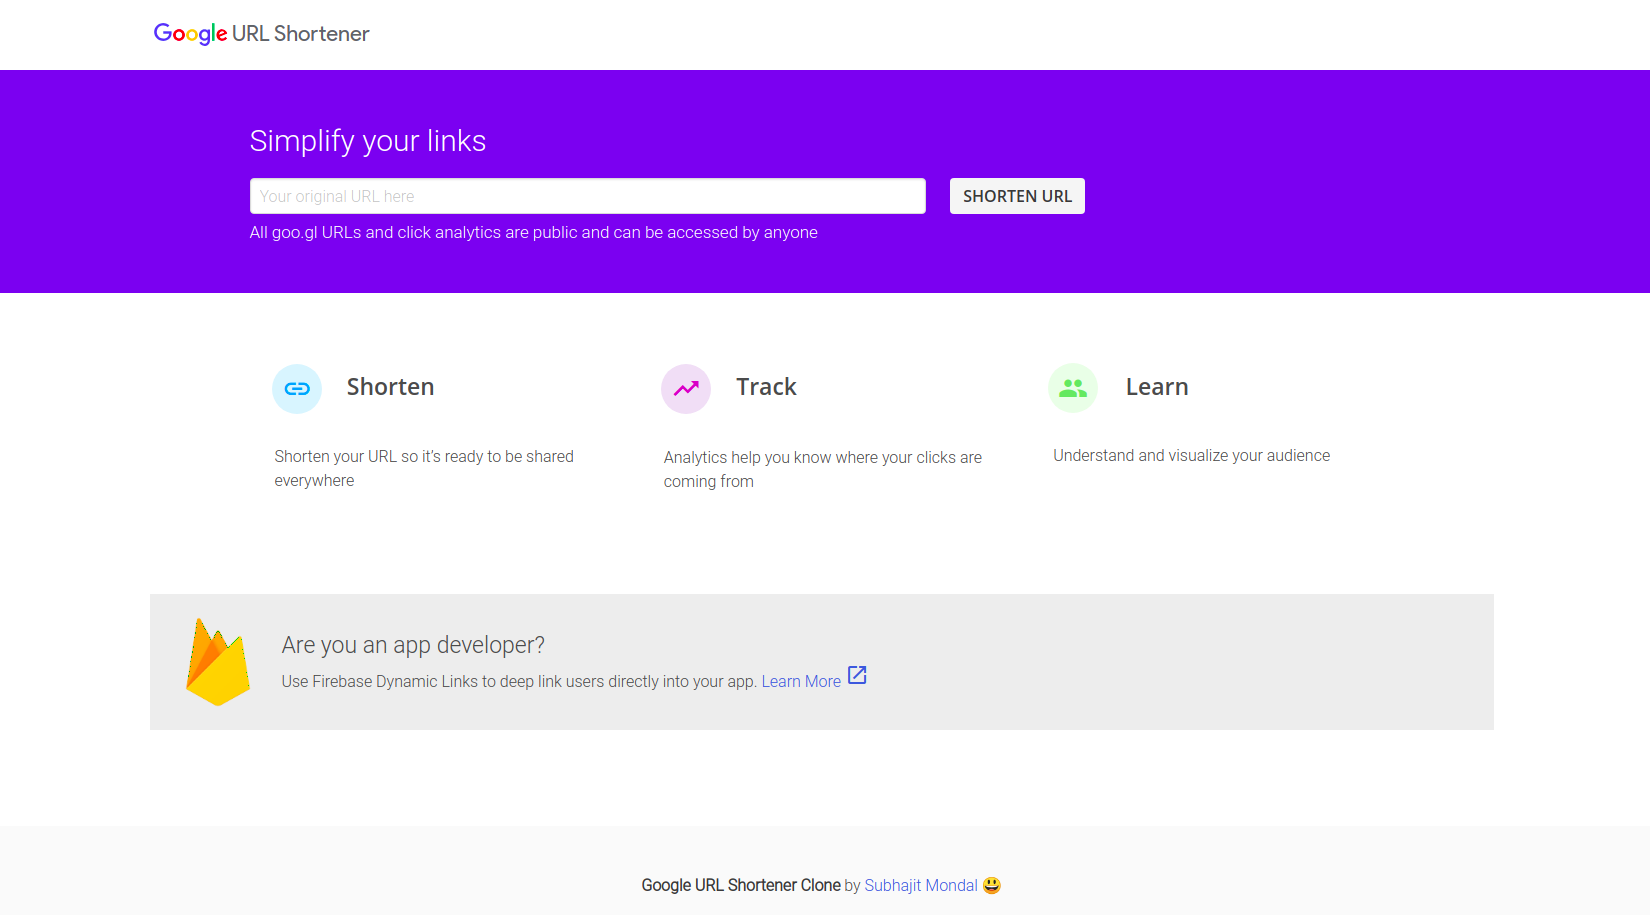 Google URL Shortener
Simplify your links
Your original URL here
SHORTEN URL
All goo.gl URLs and click analytics are public and can be accessed by anyone
Shorten
Shorten your URL so it’s ready to be shared
everywhere
Track
Analytics help you know where your clicks are
coming from
Learn
Understand and visualize your audience
Are you an app developer?
Use Firebase Dynamic Links to deep link users directly into your app. Learn More
Google URL Shortener Clone by Subhajit Mondal 😃